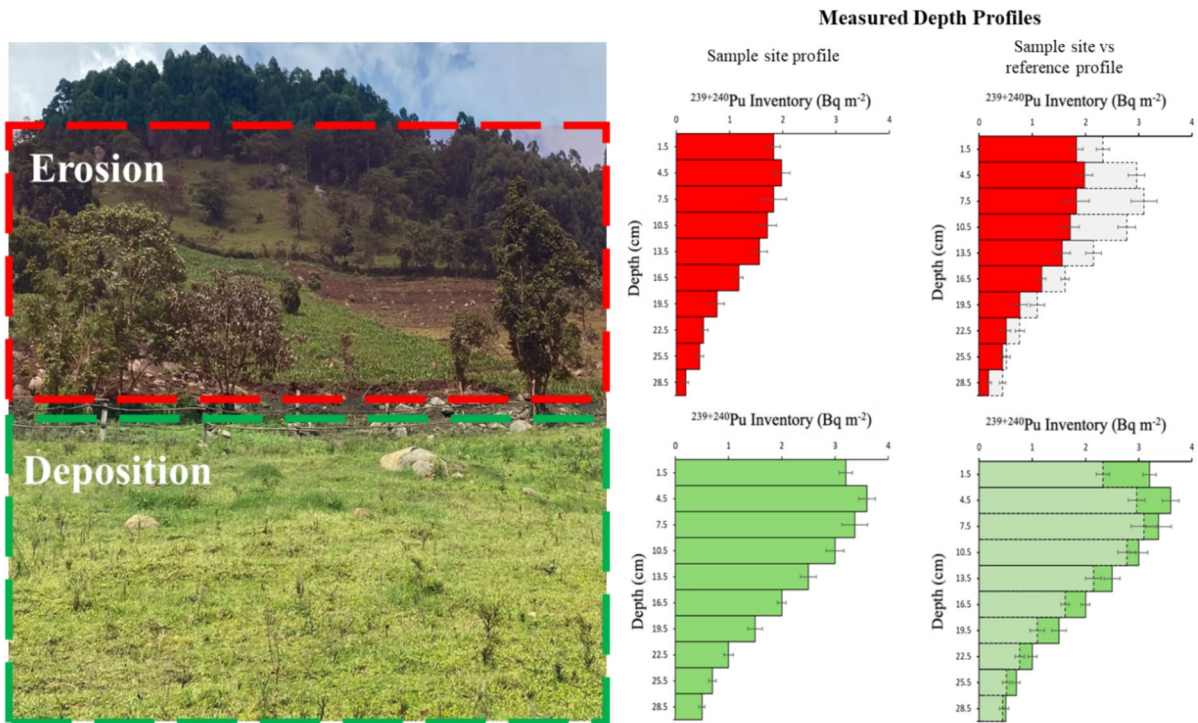 Measured Depth Profiles
Sample site profile
Sample site vs
reference profile
Erosion
Deposition
²³⁹⁺²⁴⁰Pu Inventory (Bq m⁻²)
0 1 2 3 4
Depth (cm)
1.5
4.5
7.5
10.5
13.5
16.5
19.5
22.5
25.5
28.5
²³⁹⁺²⁴⁰Pu Inventory (Bq m⁻²)
0 1 2 3 4
Depth (cm)
1.5
4.5
7.5
10.5
13.5
16.5
19.5
22.5
25.5
28.5
²³⁹⁺²⁴⁰Pu Inventory (Bq m⁻²)
0 1 2 3 4
Depth (cm)
1.5
4.5
7.5
10.5
13.5
16.5
19.5
22.5
25.5
28.5
²³⁹⁺²⁴⁰Pu Inventory (Bq m⁻²)
0 1 2 3 4
Depth (cm)
1.5
4.5
7.5
10.5
13.5
16.5
19.5
22.5
25.5
28.5